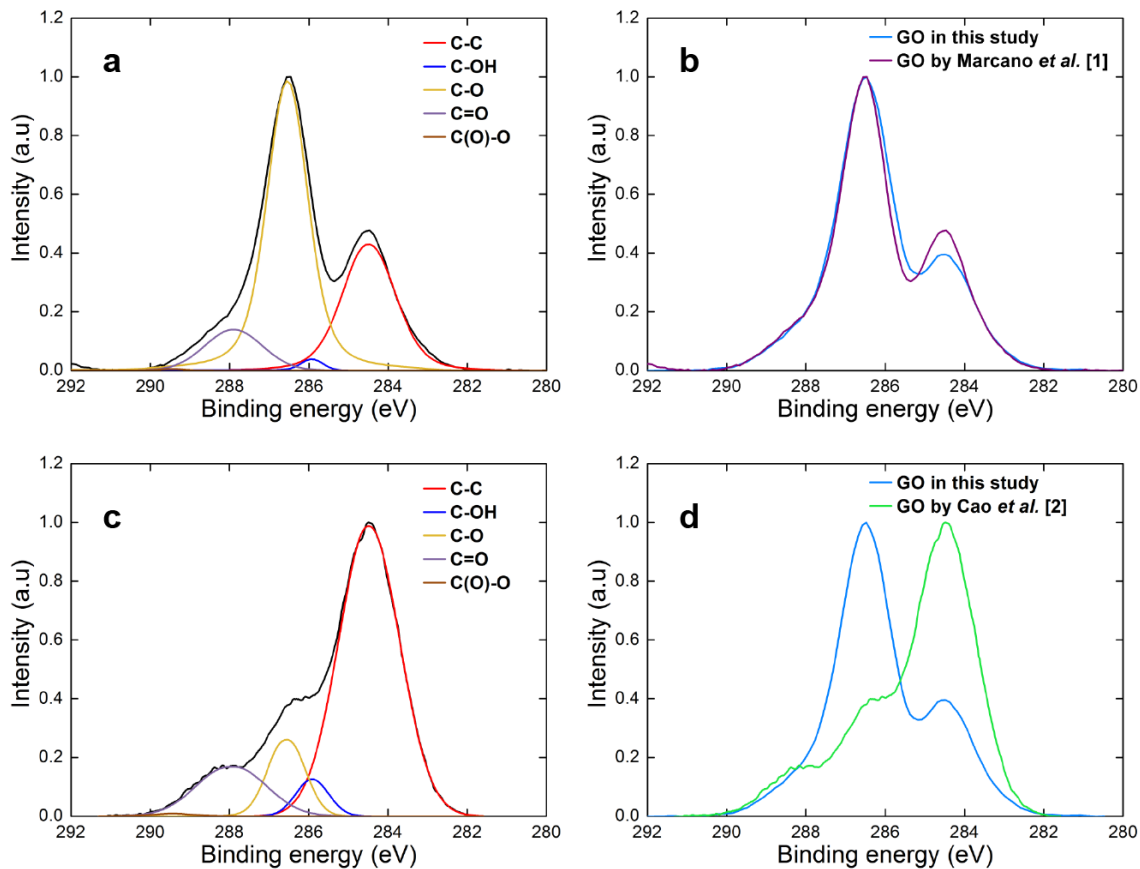 a
C-C
C-OH
C-O
C=O
C(O)-O
1.2
1.0
0.8
0.6
0.4
0.2
0.0
Intensity (a.u)
292 290 288 286 284 282 280
Binding energy (eV)
b
GO in this study
GO by Marcano et al. [1]
1.2
1.0
0.8
0.6
0.4
0.2
0.0
Intensity (a.u)
292 290 288 286 284 282 280
Binding energy (eV)
c
C-C
C-OH
C-O
C=O
C(O)-O
1.2
1.0
0.8
0.6
0.4
0.2
0.0
Intensity (a.u)
292 290 288 286 284 282 280
Binding energy (eV)
d
GO in this study
GO by Cao et al. [2]
1.2
1.0
0.8
0.6
0.4
0.2
0.0
Intensity (a.u)
292 290 288 286 284 282 280
Binding energy (eV)